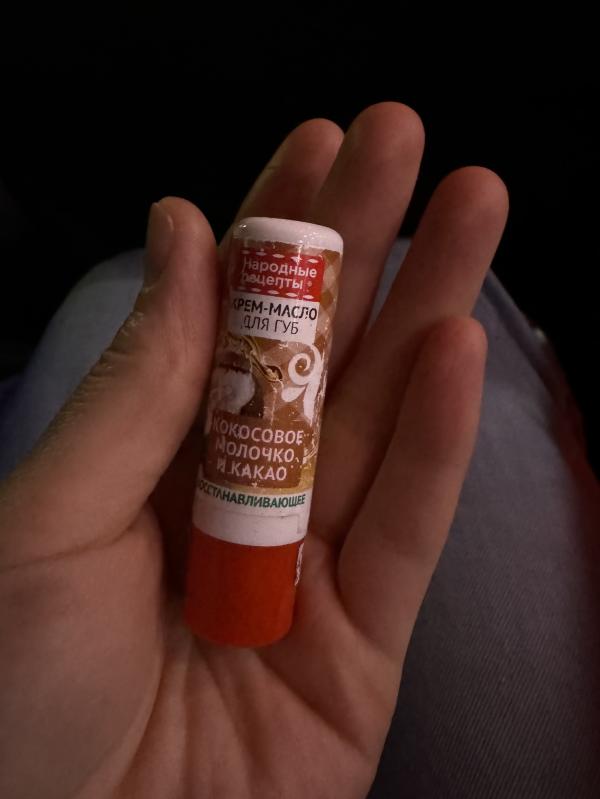 Народные
рецепты
КРЕМ-МАСЛО
ДЛЯ ГУБ
КОКОСОВОЕ
МОЛОЧКО
И КАКАО
ВОССТАНАВЛИВАЮЩЕЕ